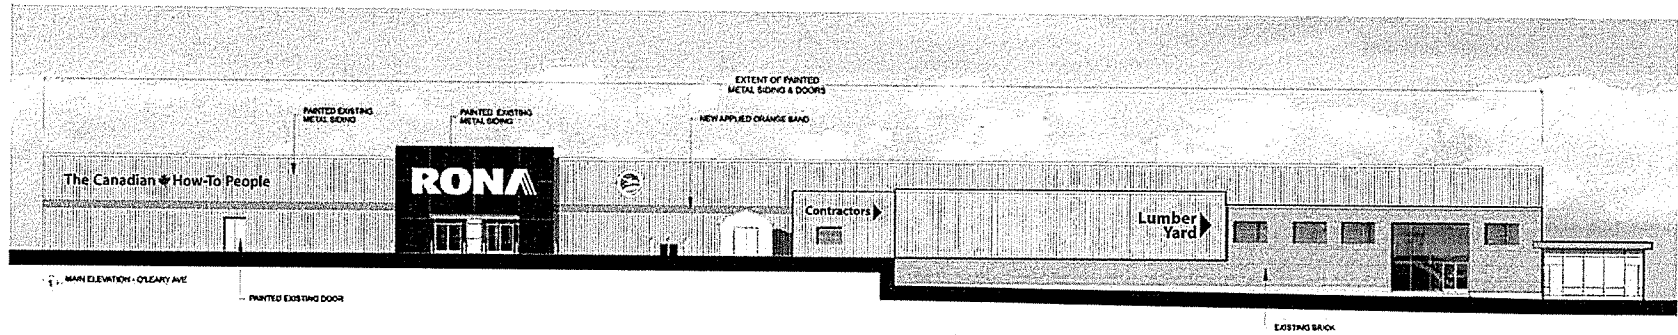 EXTENT OF PAINTED
METAL SIDING & DOORS
PAINTED EXISTING
METAL SIDING
PAINTED EXISTING
METAL SIDING
NEW APPLIED ORANGE BAND
The Canadian How-To People
RONA
Contractors
Lumber
Yard
1 MAIN ELEVATION - O'LEARY AVE
PAINTED EXISTING DOOR
EXISTING BRICK